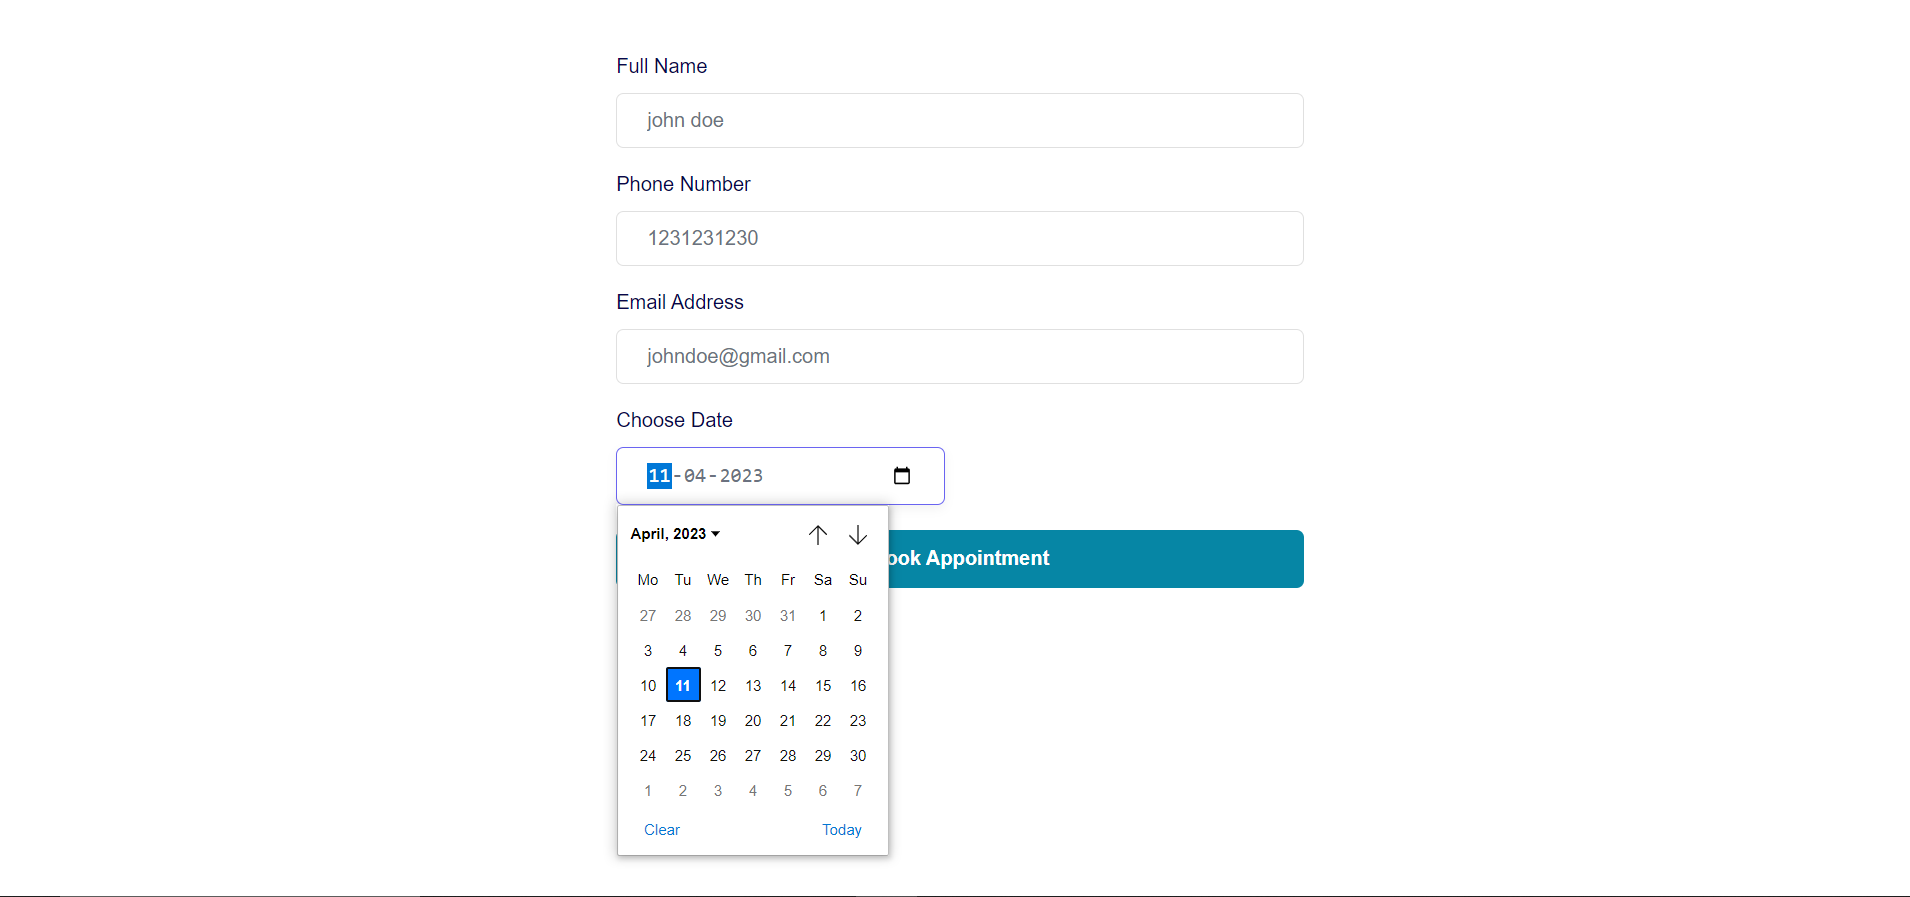 Full Name
john doe
Phone Number
1231231230
Email Address
johndoe@gmail.com
Choose Date
11-04-2023
April, 2023
ook Appointment
Mo Tu We Th Fr Sa Su
27 28 29 30 31 1 2
3 4 5 6 7 8 9
10 11 12 13 14 15 16
17 18 19 20 21 22 23
24 25 26 27 28 29 30
1 2 3 4 5 6 7
Clear Today